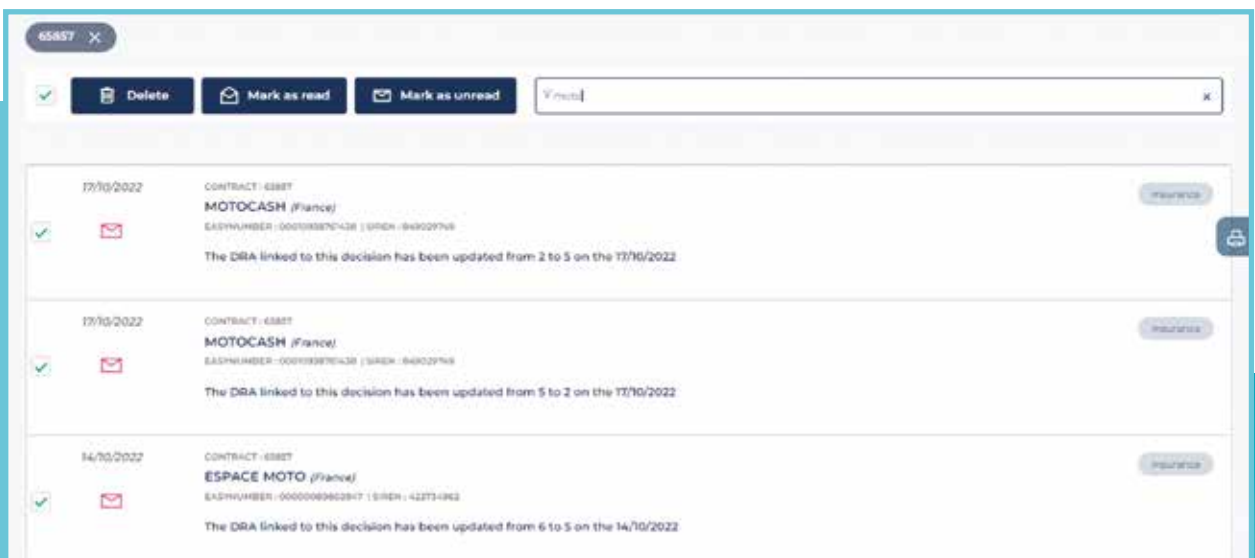 65857
Delete Mark as read Mark as unread
17/10/2022
CONTRACT : 65857
insurance
MOTOCASH (France)
The DRA linked to this decision has been updated from 2 to 5 on the 17/10/2022
17/10/2022
CONTRACT : 65857
insurance
MOTOCASH (France)
The DRA linked to this decision has been updated from 5 to 2 on the 17/10/2022
14/10/2022
CONTRACT : 65857
insurance
ESPACE MOTO (France)
The DRA linked to this decision has been updated from 6 to 5 on the 14/10/2022